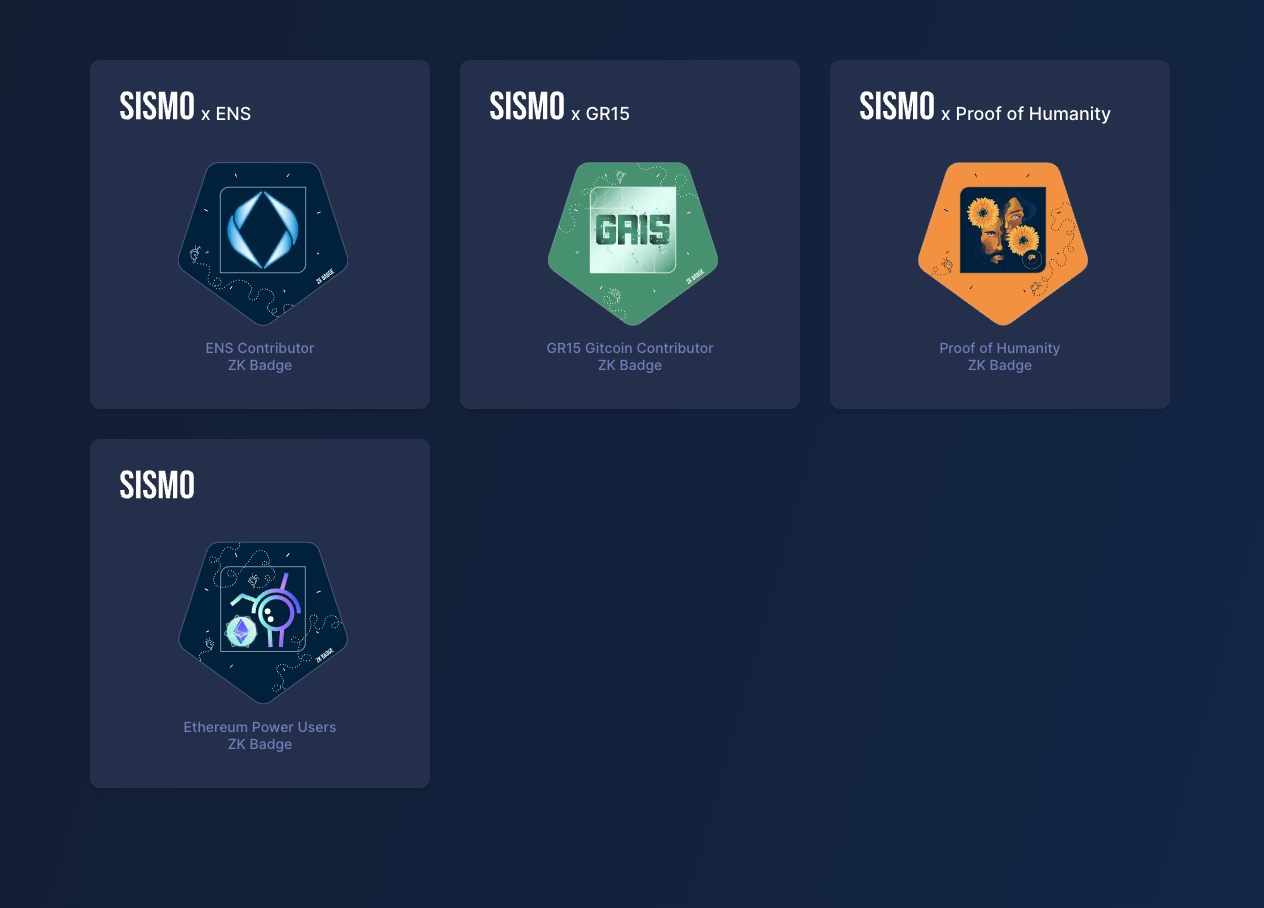 SISMO x ENS
ZK BADGE
ENS Contributor
ZK Badge
SISMO x GR15
GR15
ZK BADGE
GR15 Gitcoin Contributor
ZK Badge
SISMO x Proof of Humanity
Proof of Humanity
ZK Badge
SISMO
ZK BADGE
Ethereum Power Users
ZK Badge